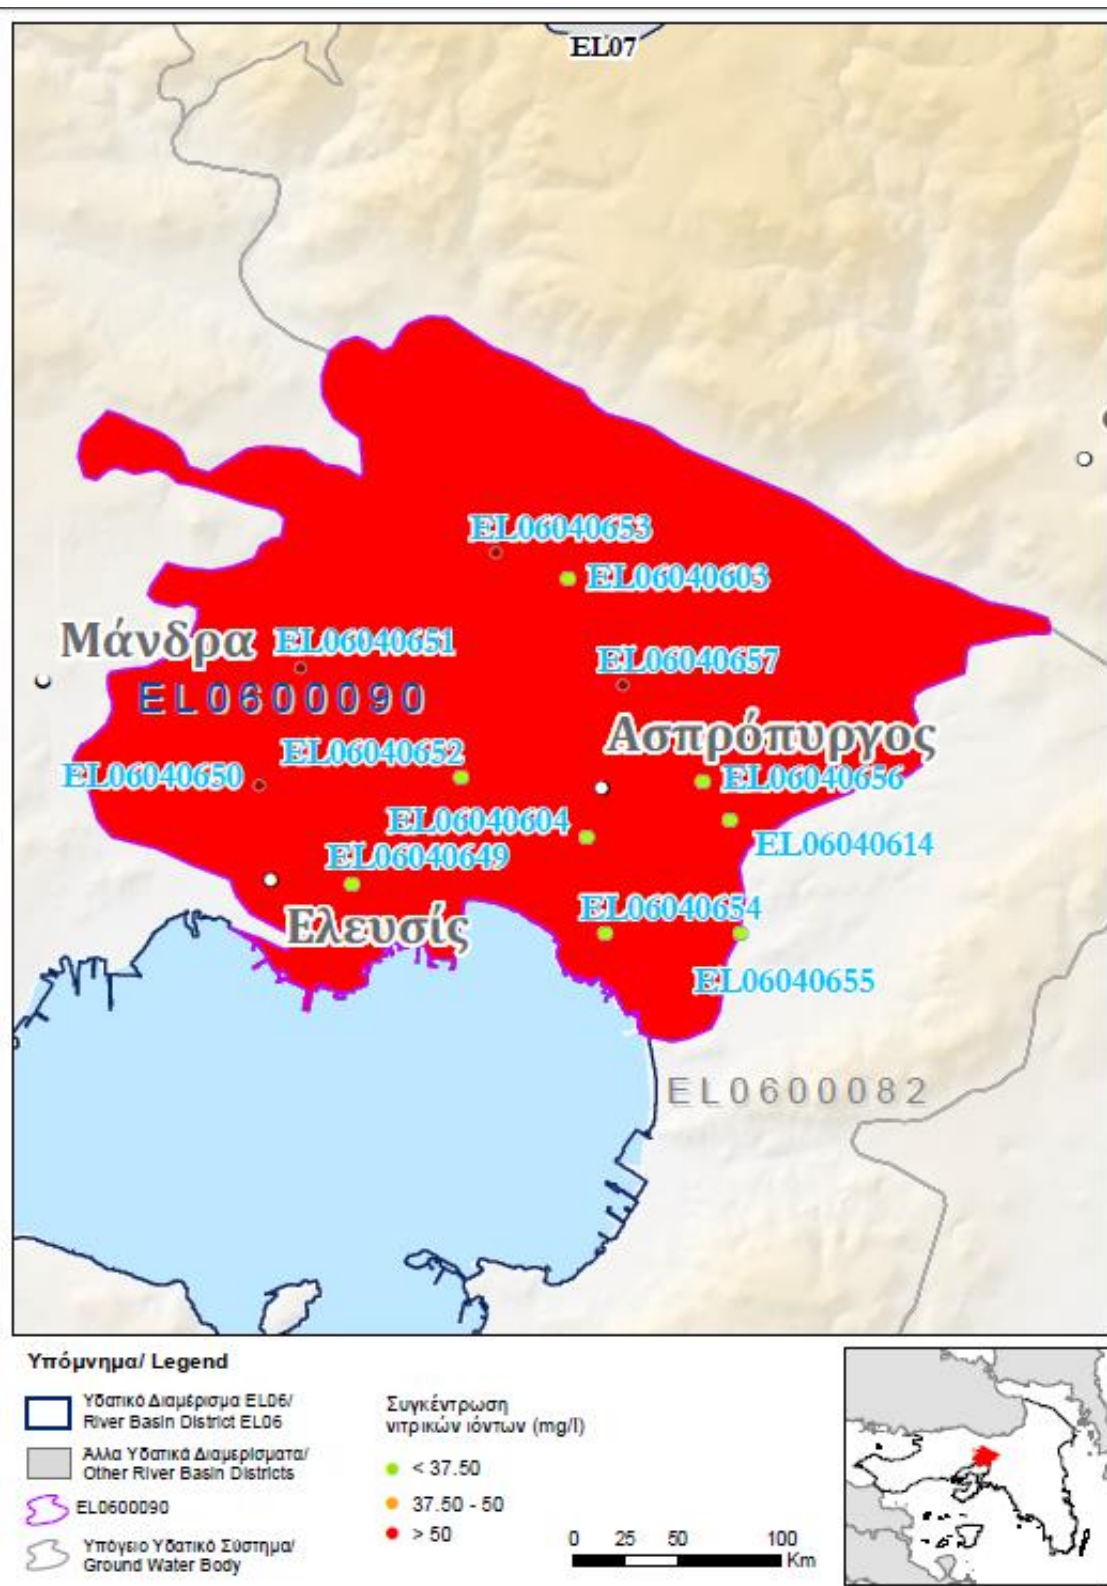 EL07
EL06040653
EL06040603
Μάνδρα
EL06040651
EL06040657
EL0600090
Ασπρόπυργος
EL06040652
EL06040650
EL06040656
EL06040604
EL06040614
EL06040649
EL06040654
Ελευσίς
EL06040655
EL0600082
Υπόμνημα/ Legend
Υδατικό Διαμέρισμα EL06/
River Basin District EL06
Άλλα Υδατικά Διαμερίσματα/
Other River Basin Districts
EL0600090
Υπόγειο Υδατικό Σύστημα/
Ground Water Body
Συγκέντρωση
νιτρικών ιόντων (mg/l)
< 37.50
37.50 - 50
> 50
0 25 50 100
Km